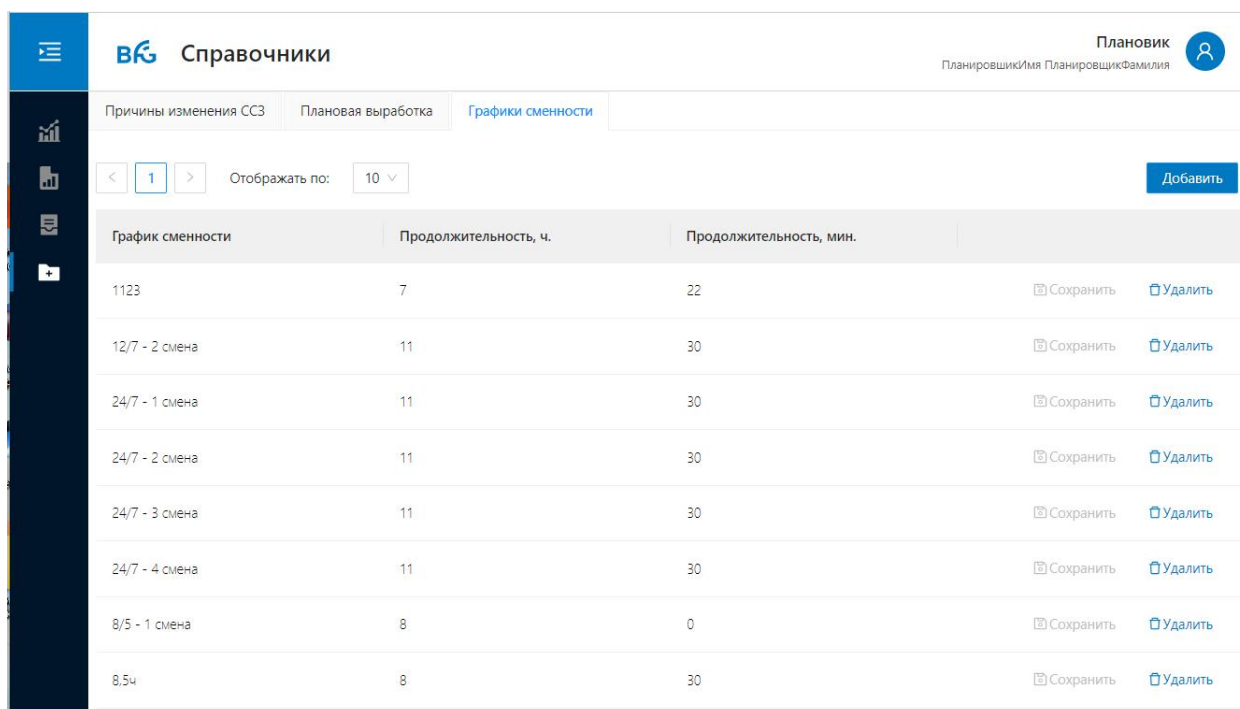 BFG Справочники
Плановик
ПланировшикИмя ПланировщикФамилия
Причины изменения ССЗ Плановая выработка Графики сменности
< 1 > Отображать по: 10 Добавить
График сменности Продолжительность, ч. Продолжительность, мин.
1123 7 22 Сохранить Удалить
12/7 - 2 смена 11 30 Сохранить Удалить
24/7 - 1 смена 11 30 Сохранить Удалить
24/7 - 2 смена 11 30 Сохранить Удалить
24/7 - 3 смена 11 30 Сохранить Удалить
24/7 - 4 смена 11 30 Сохранить Удалить
8/5 - 1 смена 8 0 Сохранить Удалить
8,5ч 8 30 Сохранить Удалить